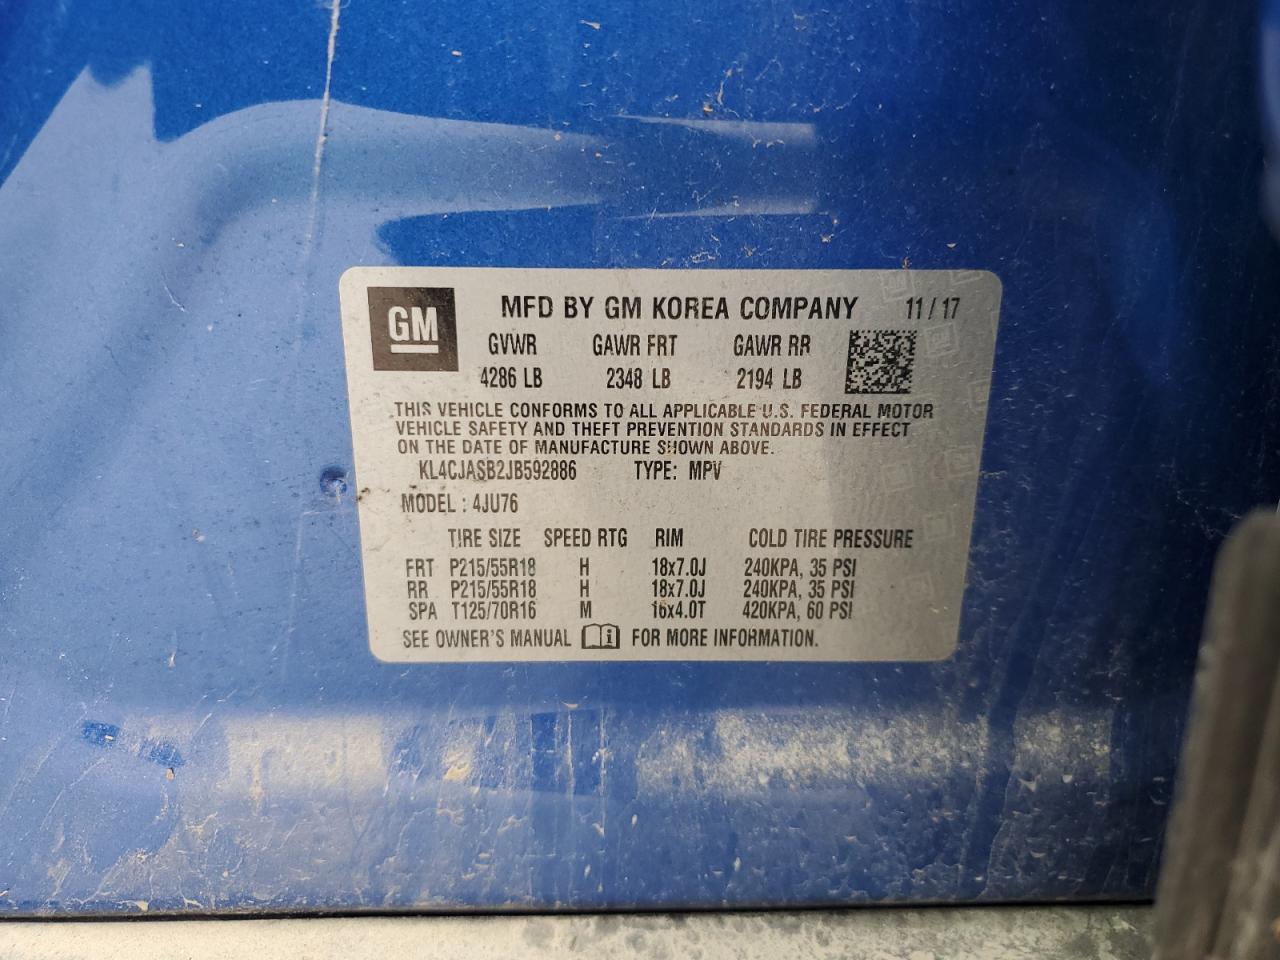 GM
MFD BY GM KOREA COMPANY 11/17
GVWR GAWR FRT GAWR RR
4286 LB 2348 LB 2194 LB
THIS VEHICLE CONFORMS TO ALL APPLICABLE U.S. FEDERAL MOTOR
VEHICLE SAFETY AND THEFT PREVENTION STANDARDS IN EFFECT
ON THE DATE OF MANUFACTURE SHOWN ABOVE.
KL4CJASB2JB592886 TYPE: MPV
MODEL : 4JU76
TIRE SIZE SPEED RTG RIM COLD TIRE PRESSURE
FRT P215/55R18 H 18x7.0J 240KPA, 35 PSI
RR P215/55R18 H 18x7.0J 240KPA, 35 PSI
SPA T125/70R16 M 16x4.0T 420KPA, 60 PSI
SEE OWNER'S MANUAL i FOR MORE INFORMATION.